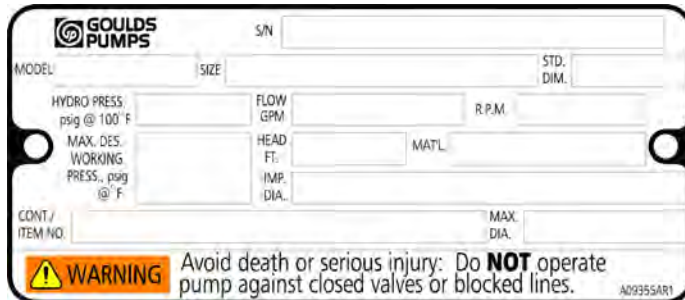 GOULDS PUMPS
S/N
MODEL
SIZE
STD. DIM.
HYDRO PRESS. psig @ 100°F
FLOW GPM
R.P.M.
MAX. DES. WORKING PRESS., psig @°F
HEAD FT.
MAT'L.
IMP. DIA.
CONT./ ITEM NO.
MAX. DIA.
WARNING
Avoid death or serious injury: Do NOT operate
pump against closed valves or blocked lines.
A09355AR1